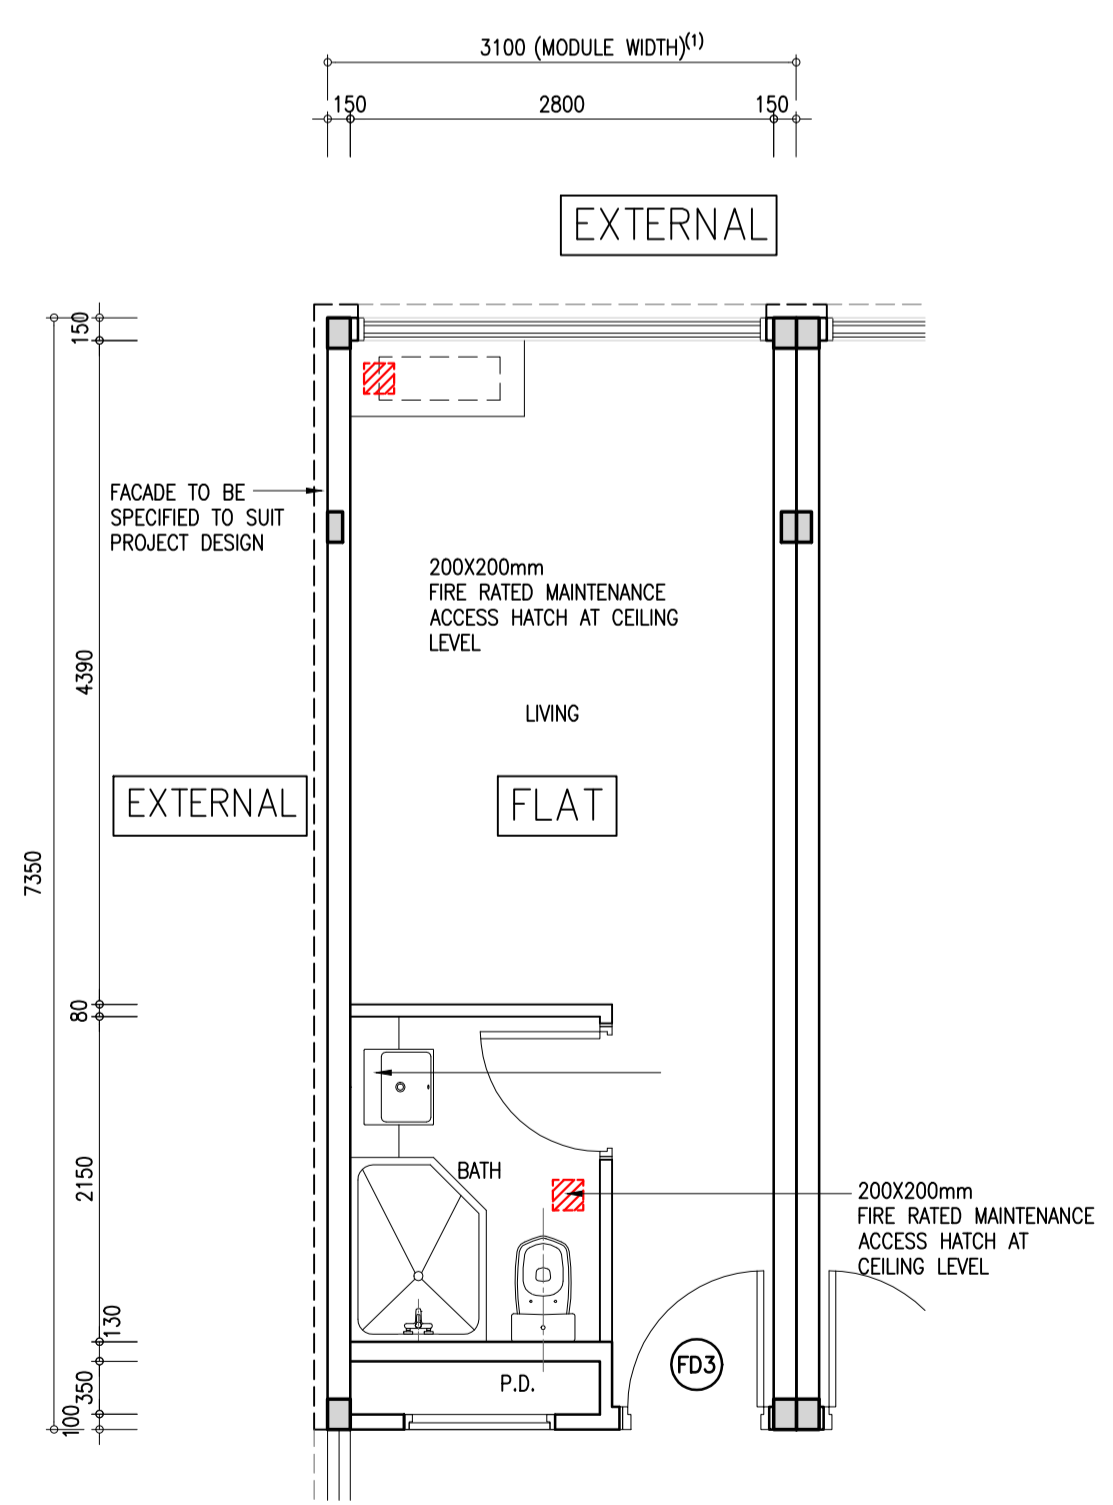 3100 (MODULE WIDTH)(1)
150
2800
150
EXTERNAL
150
FACADE TO BE
SPECIFIED TO SUIT
PROJECT DESIGN
200X200mm
FIRE RATED MAINTENANCE
ACCESS HATCH AT CEILING
LEVEL
4390
LIVING
EXTERNAL
FLAT
7350
80
BATH
2150
200X200mm
FIRE RATED MAINTENANCE
ACCESS HATCH AT
CEILING LEVEL
130
FD3
350
P.D.
100